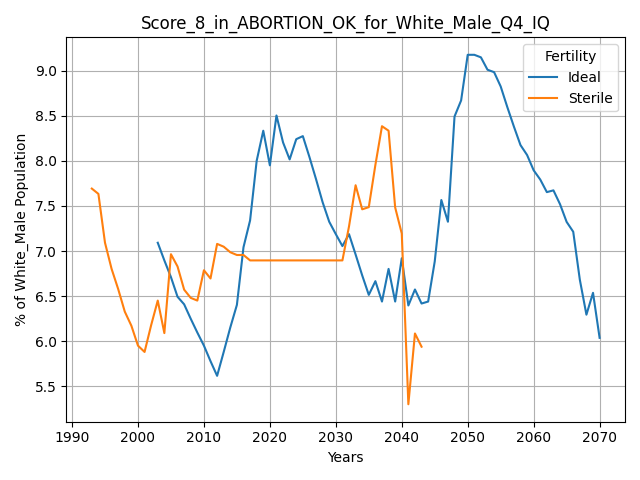 Score_8_in_ABORTION_OK_for_White_Male_Q4_IQ
Fertility
Ideal
Sterile
% of White_Male Population
9.0
8.5
8.0
7.5
7.0
6.5
6.0
5.5
1990 2000 2010 2020 2030 2040 2050 2060 2070
Years